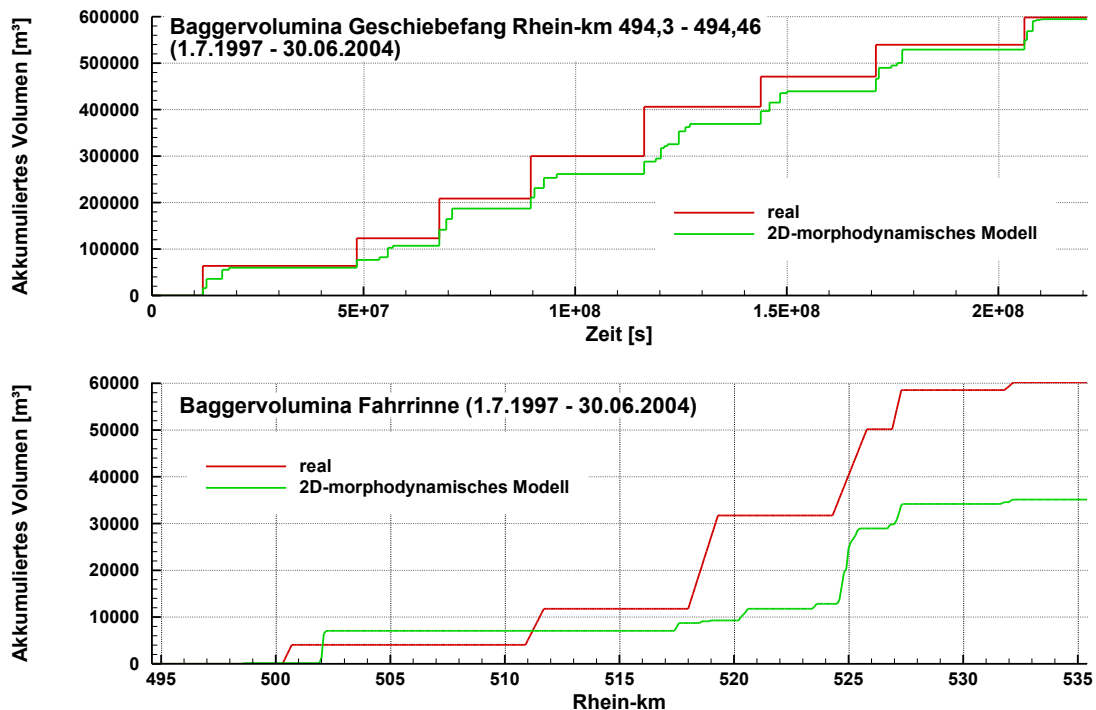 Baggervolumina Geschiebefang Rhein-km 494,3 - 494,46
(1.7.1997 - 30.06.2004)
Akkumuliertes Volumen [m³]
600000
500000
400000
300000
200000
100000
0
real
2D-morphodynamisches Modell
0
5E+07
1E+08
1.5E+08
2E+08
Zeit [s]
Baggervolumina Fahrrinne (1.7.1997 - 30.06.2004)
Akkumuliertes Volumen [m³]
60000
50000
40000
30000
20000
10000
0
real
2D-morphodynamisches Modell
495
500
505
510
515
520
525
530
535
Rhein-km